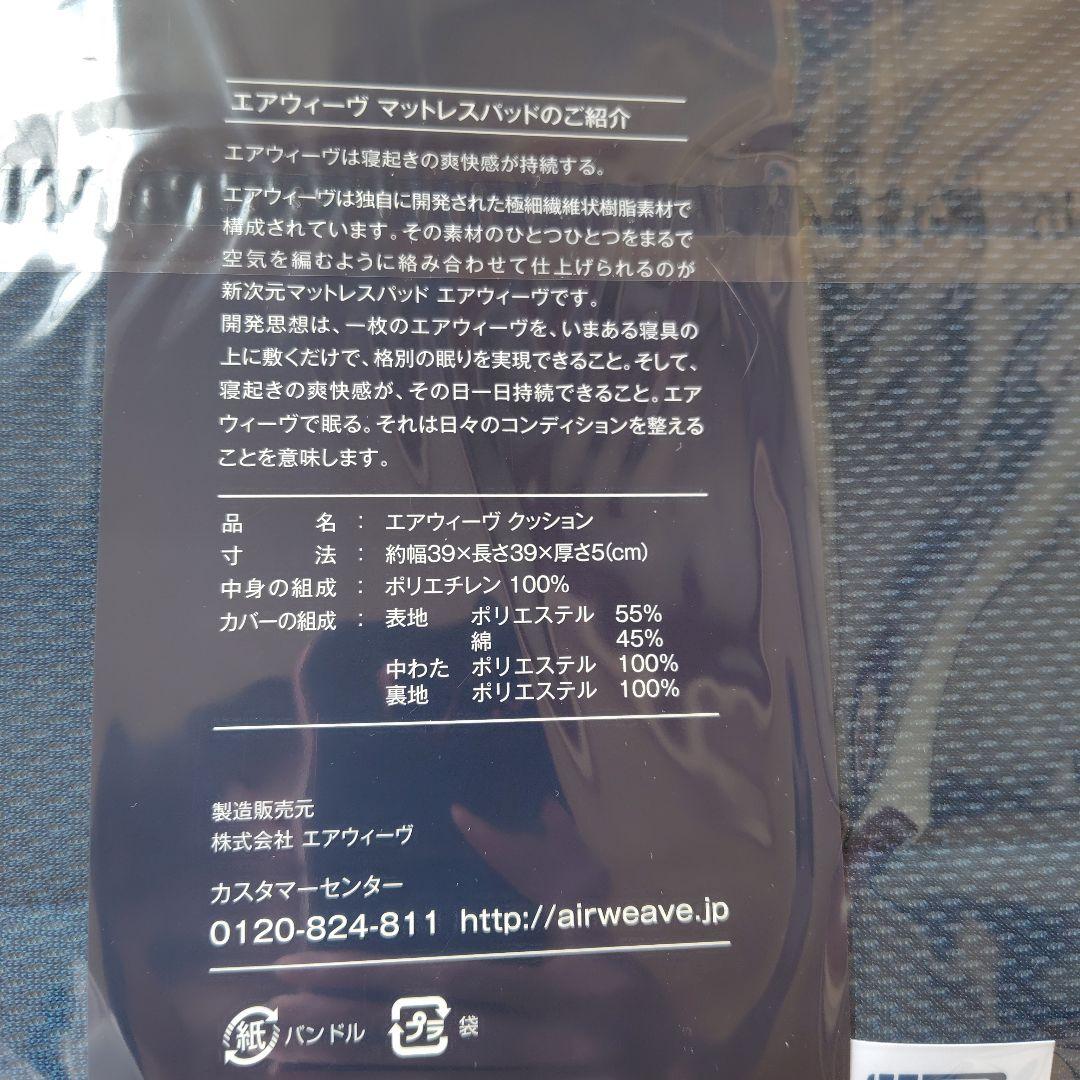 エアウィーヴ マットレスパッドのご紹介
エアウィーヴは寝起きの爽快感が持続する。
エアウィーヴは独自に開発された極細繊維状樹脂素材で
構成されています。その素材のひとつひとつをまるで
空気を編むように絡み合わせて仕上げられるのが
新次元マットレスパッド エアウィーヴです。
開発思想は、一枚のエアウィーヴを、いまある寝具の
上に敷くだけで、格別の眠りを実現できること。そして、
寝起きの爽快感が、その日一日持続できること。エア
ウィーヴで眠る。それは日々のコンディションを整える
ことを意味します。
品名：エアウィーヴ クッション
寸法：約幅39×長さ39×厚さ5(cm)
中身の組成：ポリエチレン 100%
カバーの組成：表地 ポリエステル 55%
綿 45%
中わた ポリエステル 100%
裏地 ポリエステル 100%
製造販売元
株式会社 エアウィーヴ
カスタマーセンター
0120-824-811 http://airweave.jp
紙 バンドル プラ 袋